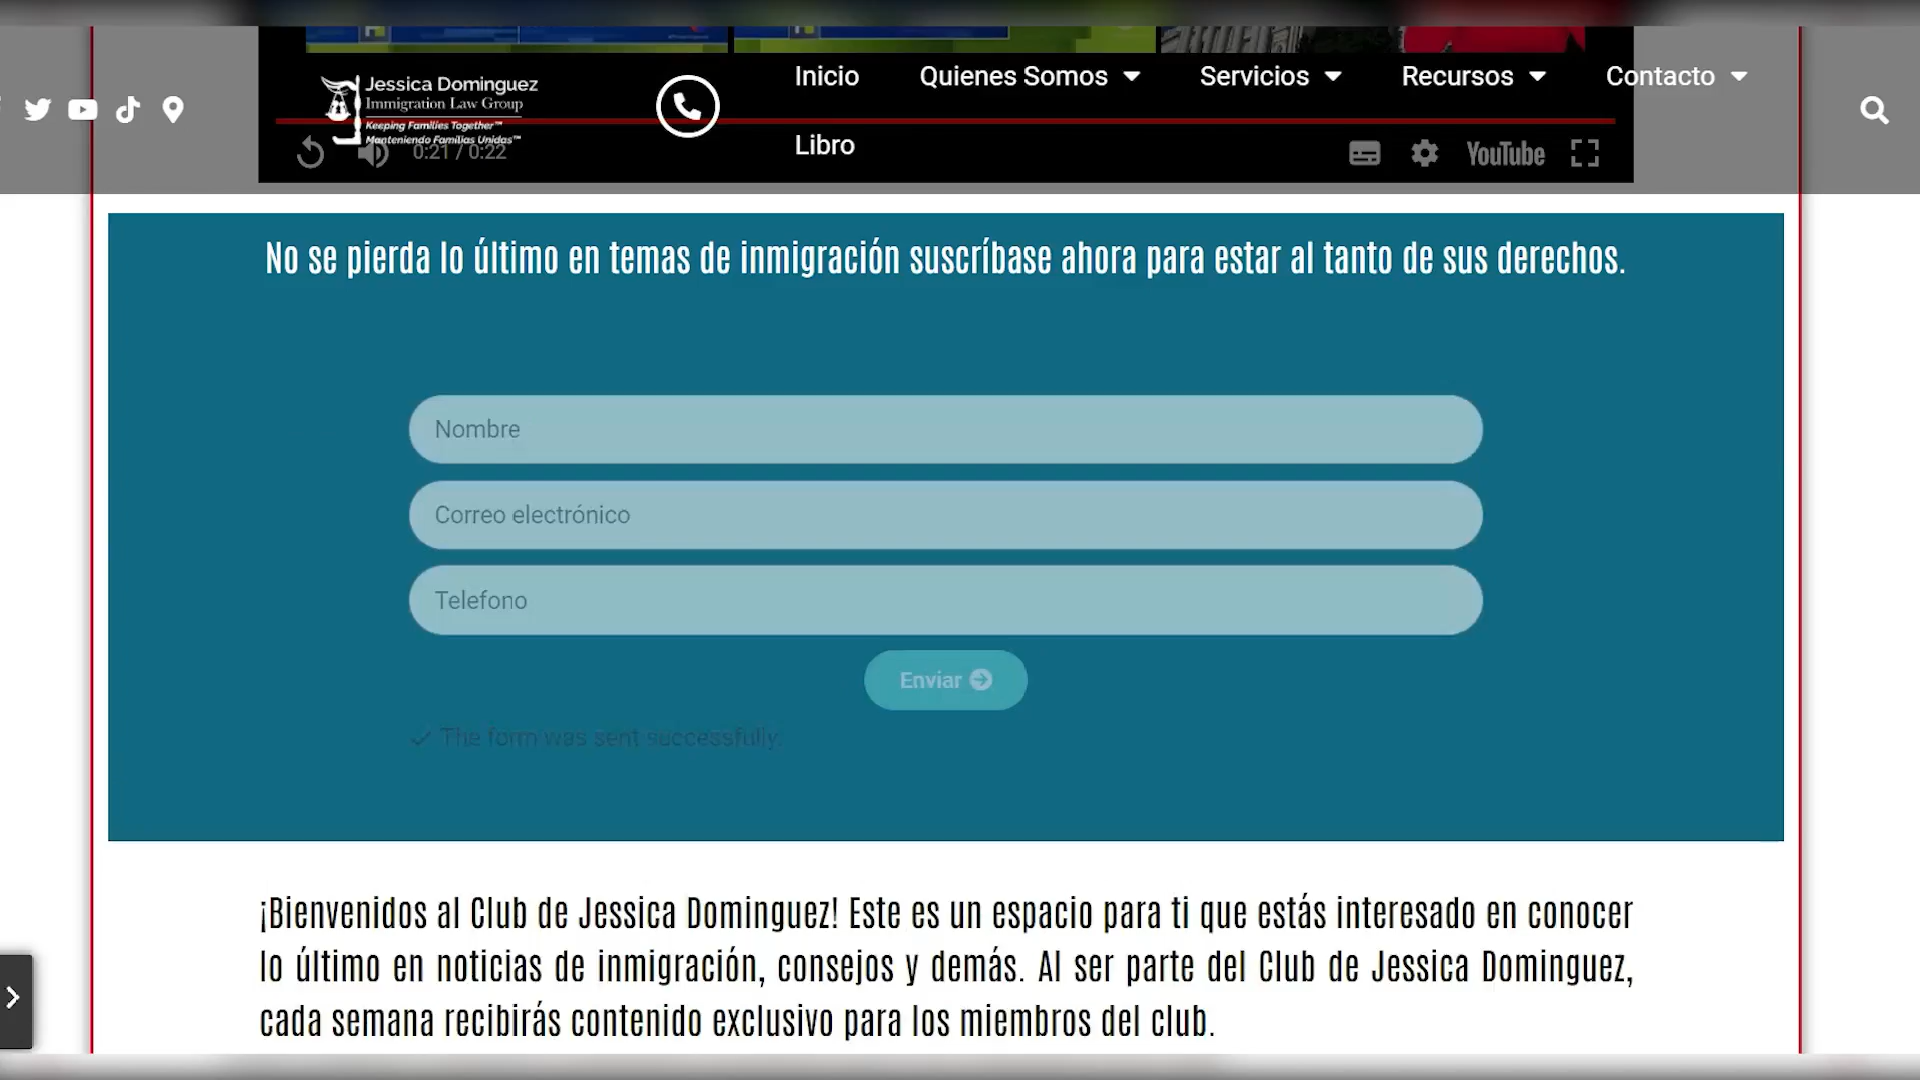 Jessica Dominguez
Immigration Law Group
Keeping Families Together™
Manteniendo Familias Unidas™
Inicio
Quienes Somos
Servicios
Recursos
Contacto
Libro
0:21 / 0:22
YouTube
No se pierda lo último en temas de inmigración suscríbase ahora para estar al tanto de sus derechos.
Nombre
Correo electrónico
Telefono
Enviar
The form was sent successfully.
¡Bienvenidos al Club de Jessica Dominguez! Este es un espacio para ti que estás interesado en conocer
lo último en noticias de inmigración, consejos y demás. Al ser parte del Club de Jessica Dominguez,
cada semana recibirás contenido exclusivo para los miembros del club.